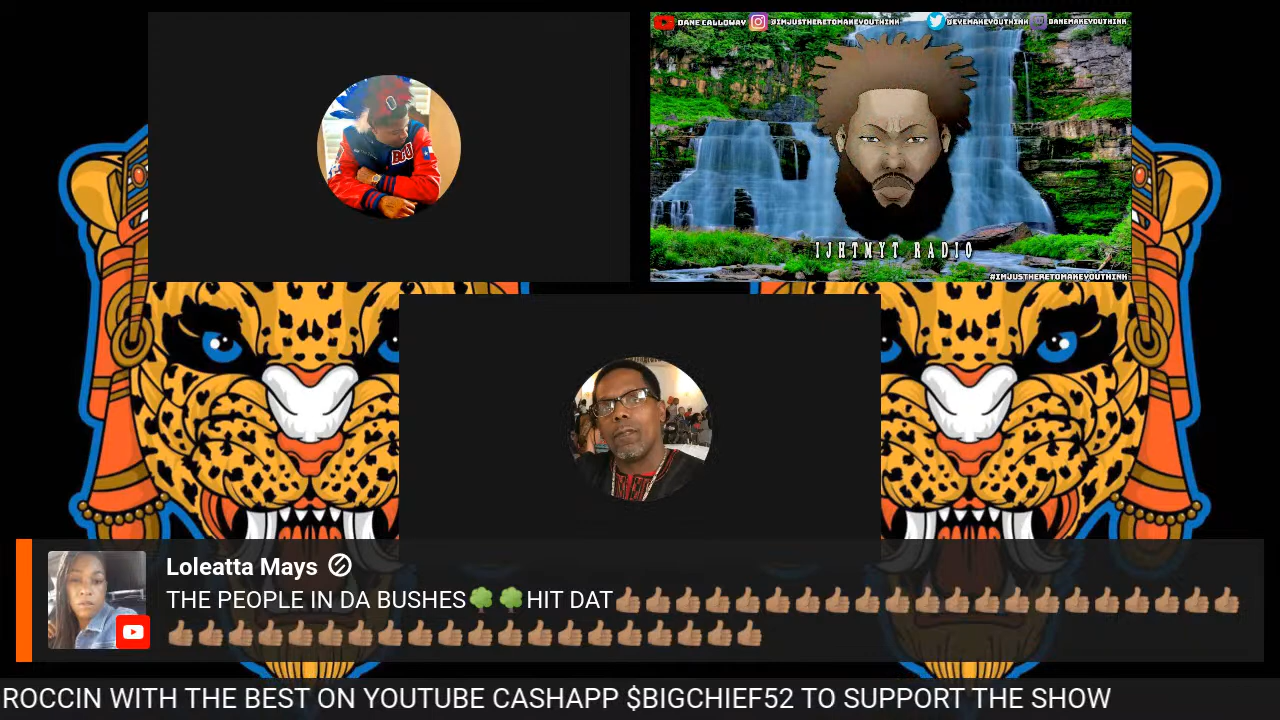 DANE CALLOWAY @IMJUSTHERETOMAKEYOUTHINK @EYEMAKEYOUTHINK DANEMAKEYOUTHINK
BCO
IJHTMYT RADIO
#IMJUSTHERETOMAKEYOUTHINK
Loleatta Mays
THE PEOPLE IN DA BUSHES🍀🍀HIT DAT👍🏽👍🏽👍🏽👍🏽👍🏽👍🏽👍🏽👍🏽👍🏽👍🏽👍🏽👍🏽👍🏽👍🏽👍🏽👍🏽👍🏽👍🏽👍🏽👍🏽👍🏽
👍🏽👍🏽👍🏽👍🏽👍🏽👍🏽👍🏽👍🏽👍🏽👍🏽👍🏽👍🏽👍🏽👍🏽👍🏽👍🏽👍🏽👍🏽👍🏽👍🏽
ROCCIN WITH THE BEST ON YOUTUBE CASHAPP $BIGCHIEF52 TO SUPPORT THE SHOW